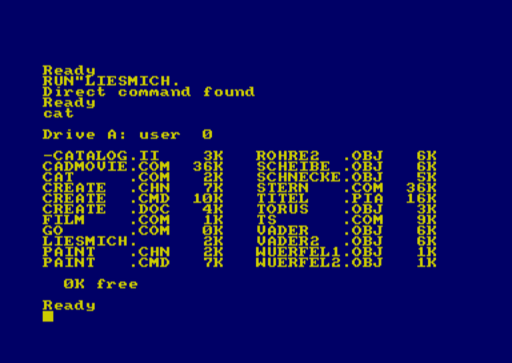 Ready
RUN"LIESMICH.
Direct command found
Ready
cat
Drive A: user  0
-CATALOG.II    3K   ROHRE2  .OBJ   6K
CADMOVIE.COM  36K   SCHEIBE .OBJ   6K
CAT     .COM   2K   SCHNECKE.OBJ   5K
CREATE  .CHN   7K   STERN   .COM  36K
CREATE  .CMD  10K   TITEL   .PIA  16K
CREATE  .DOC   4K   TORUS   .OBJ   3K
FILM    .COM   1K   TS      .COM   9K
GO      .COM   0K   VADER   .OBJ   6K
LIESMICH.      2K   VADER2  .OBJ   6K
PAINT   .CHN   2K   WUERFEL1.OBJ   1K
PAINT   .CMD   7K   WUERFEL2.OBJ   1K
0K free
Ready